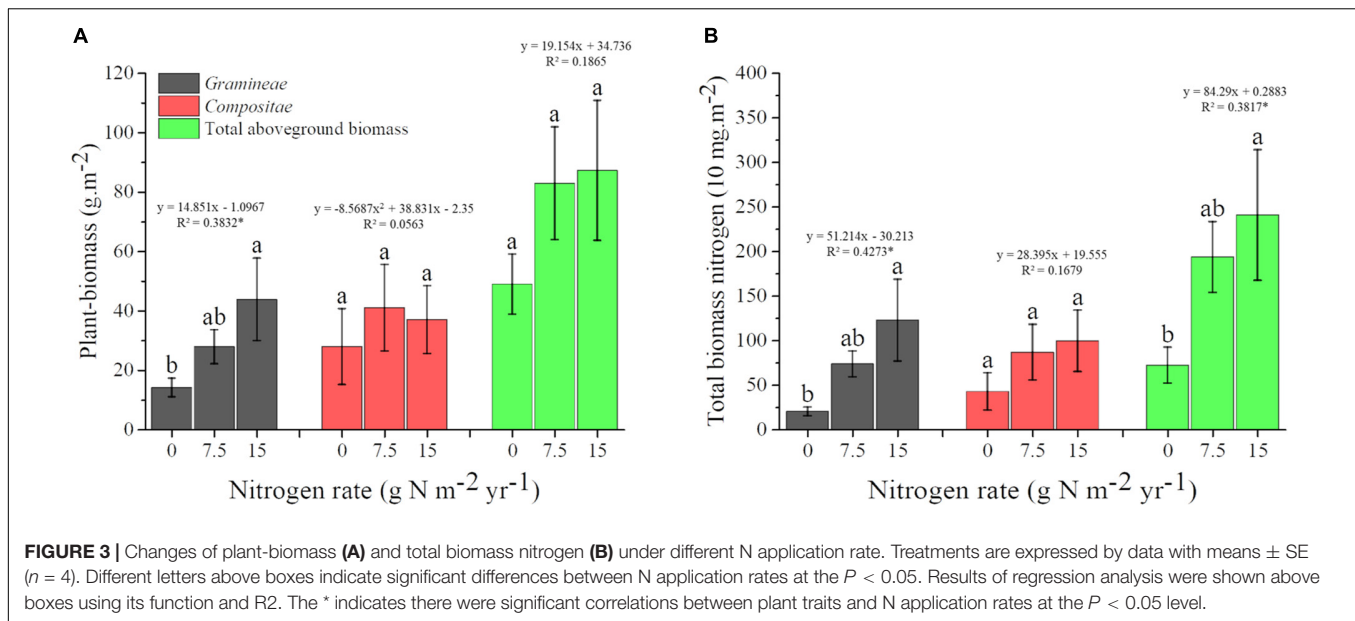 A
y = 19.154x + 34.736
R² = 0.1865
120
100
80
60
40
20
0
Plant-biomass (g.m⁻²)
Gramineae
Compositae
Total aboveground biomass
y = 14.851x - 1.0967
R² = 0.3832*
y = -8.5687x² + 38.831x - 2.35
R² = 0.0563
b ab a
a a a
a a a
0 7.5 15 0 7.5 15 0 7.5 15
Nitrogen rate (g N m⁻² yr⁻¹)
B
400
350
300
250
200
150
100
50
0
Total biomass nitrogen (10 mg.m⁻²)
y = 84.29x + 0.2883
R² = 0.3817*
y = 51.214x - 30.213
R² = 0.4273*
y = 28.395x + 19.555
R² = 0.1679
b ab a
a a a
b ab a
0 7.5 15 0 7.5 15 0 7.5 15
Nitrogen rate (g N m⁻² yr⁻¹)
FIGURE 3 | Changes of plant-biomass (A) and total biomass nitrogen (B) under different N application rate. Treatments are expressed by data with means ± SE
(n = 4). Different letters above boxes indicate significant differences between N application rates at the P < 0.05. Results of regression analysis were shown above
boxes using its function and R2. The * indicates there were significant correlations between plant traits and N application rates at the P < 0.05 level.